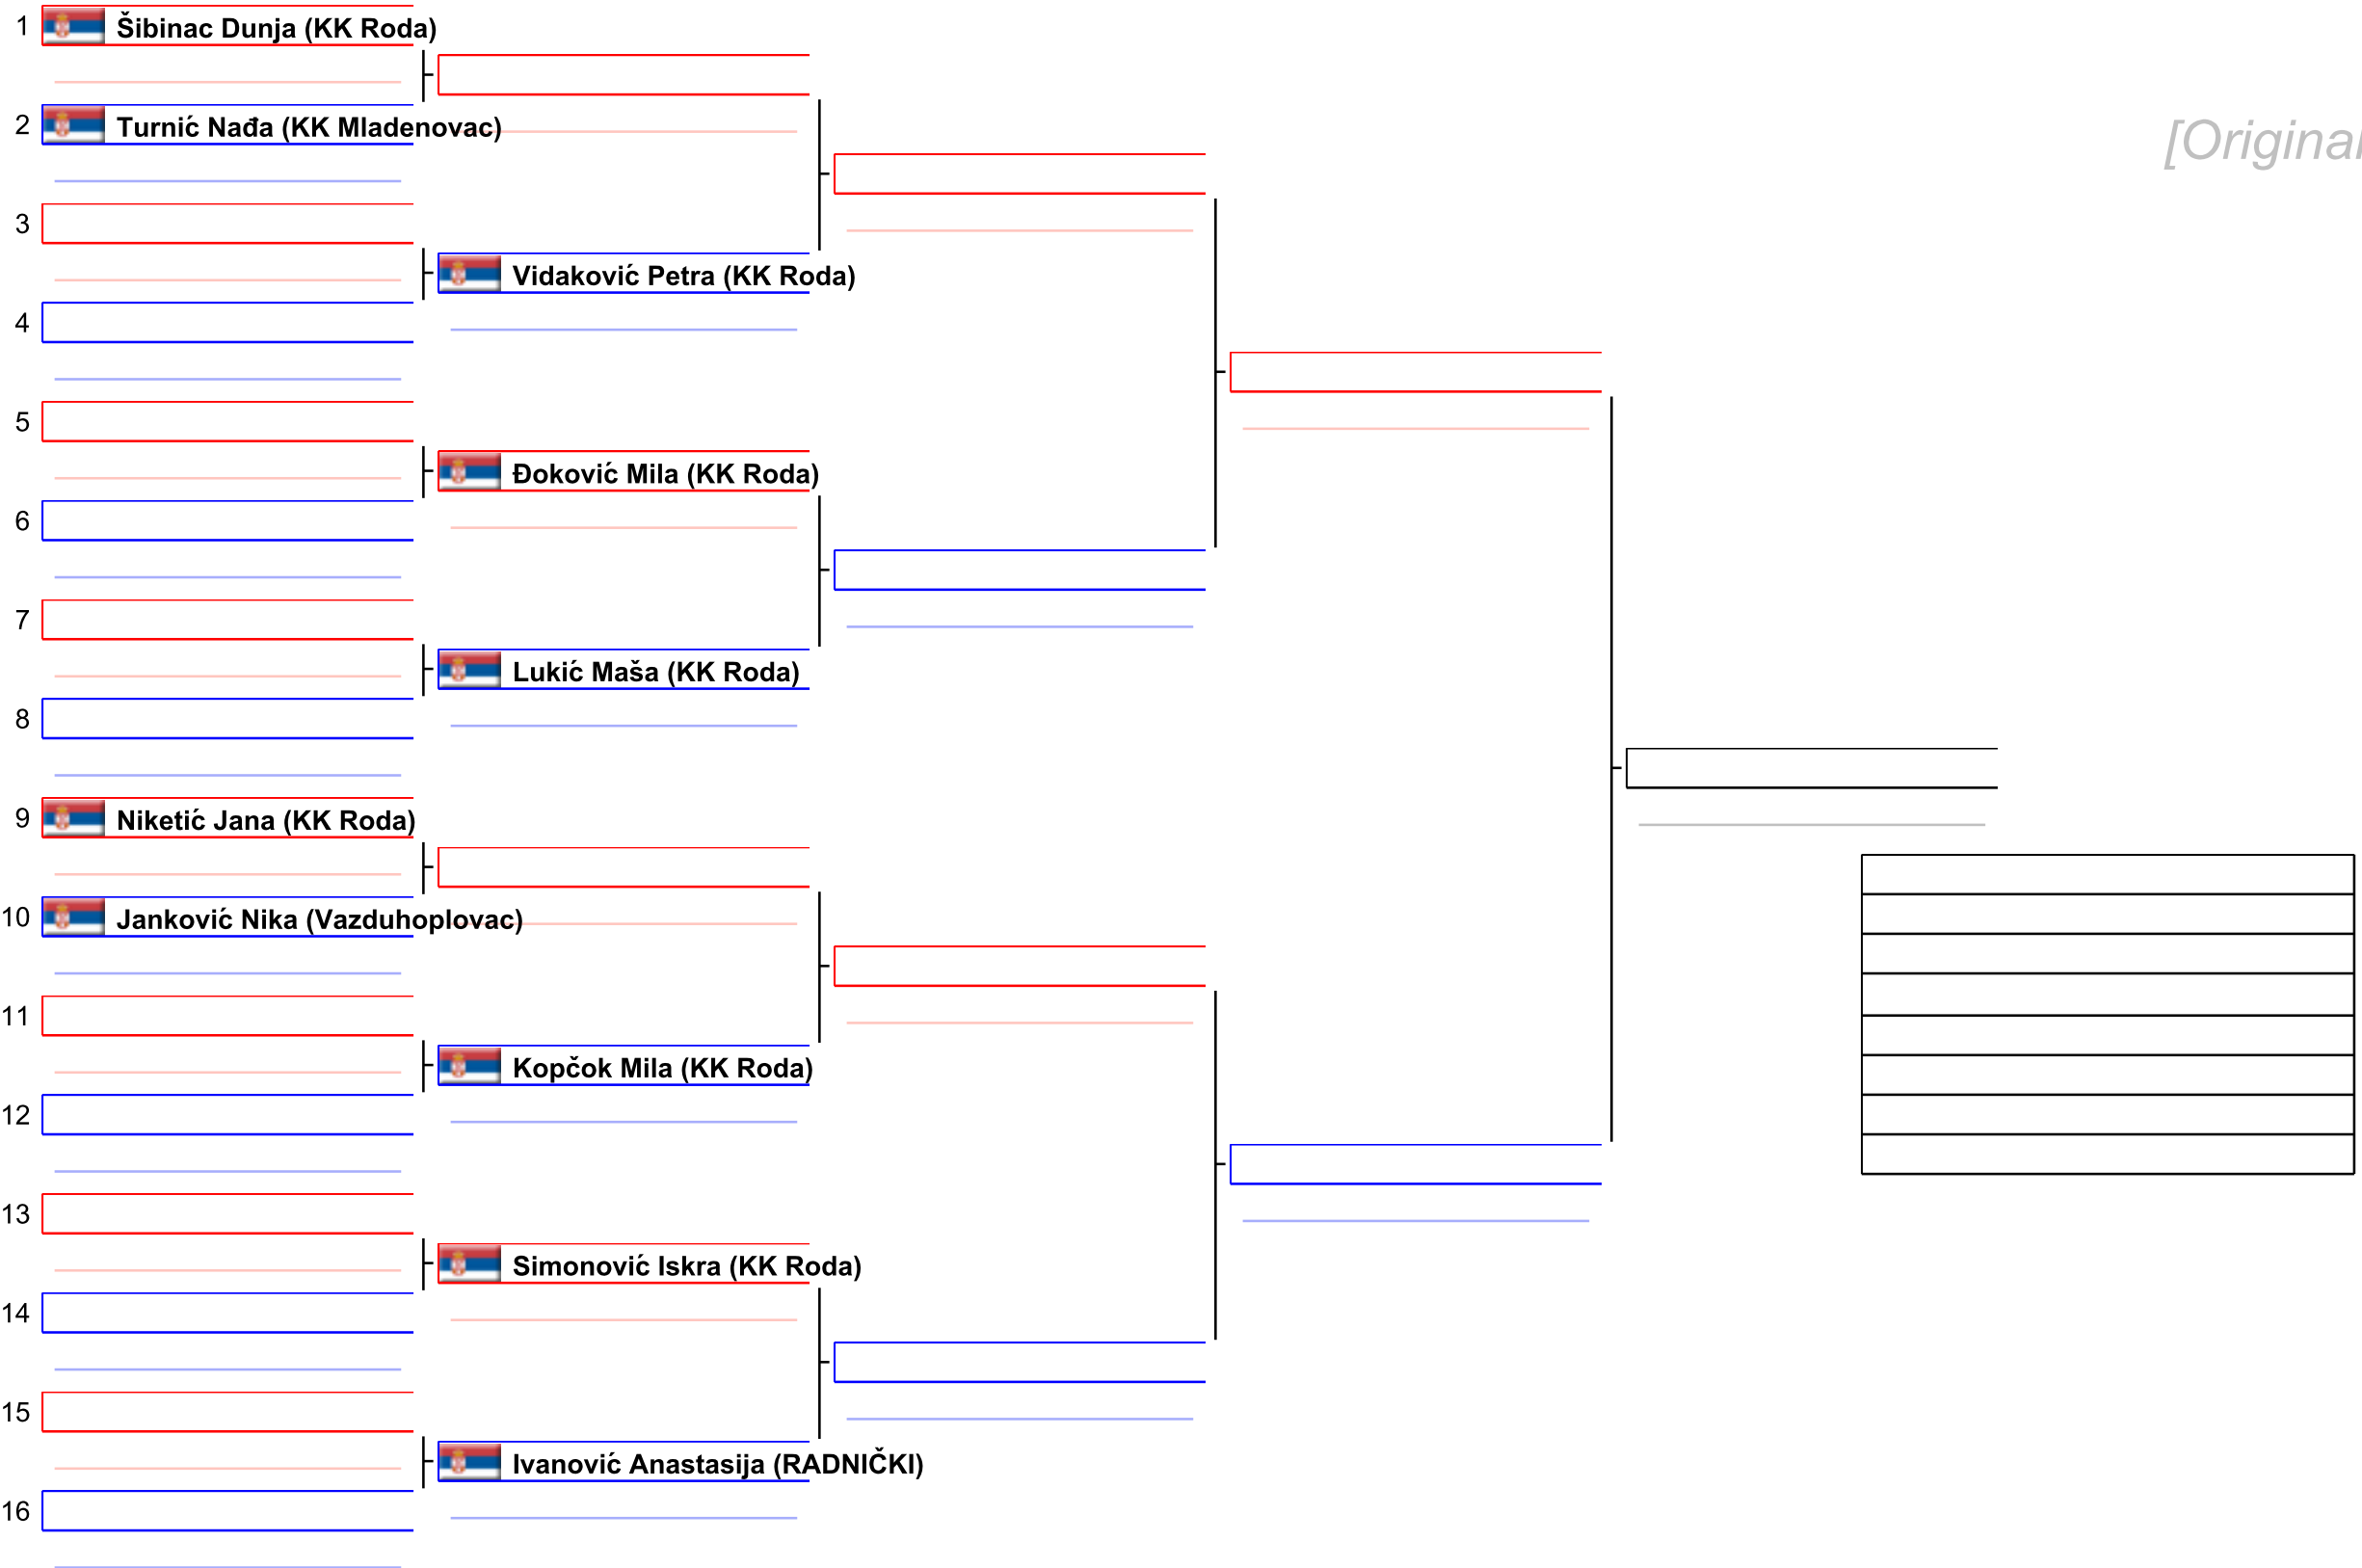 1 Šibinac Dunja (KK Roda)
2 Turnić Nađa (KK Mladenovac)
[Original
3
Vidaković Petra (KK Roda)
4
5
Đoković Mila (KK Roda)
6
7
Lukić Maša (KK Roda)
8
9 Niketić Jana (KK Roda)
10 Janković Nika (Vazduhoplovac)
11
Kopčok Mila (KK Roda)
12
13
Simonović Iskra (KK Roda)
14
15
Ivanović Anastasija (RADNIČKI)
16